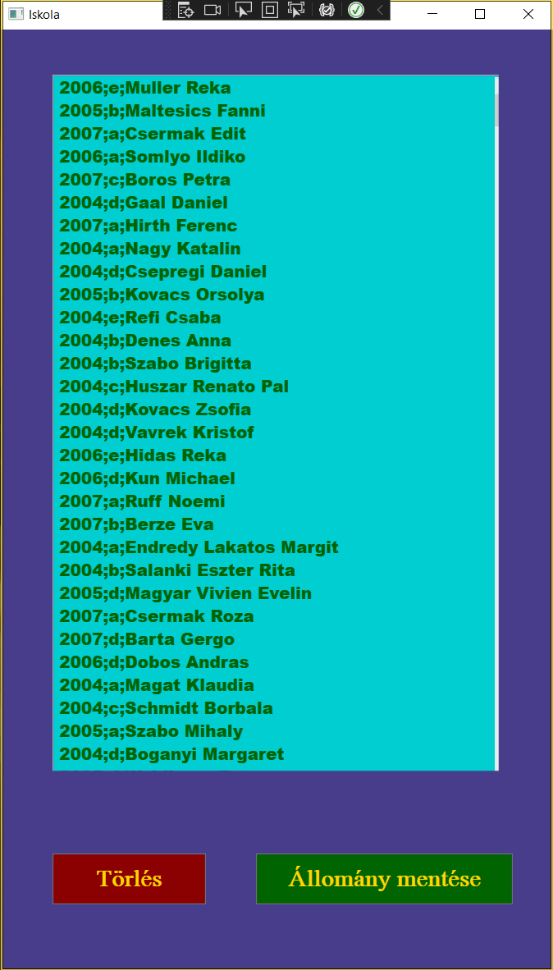 Iskola
2006;e;Muller Reka
2005;b;Maltesics Fanni
2007;a;Csermak Edit
2006;a;Somlyo Ildiko
2007;c;Boros Petra
2004;d;Gaal Daniel
2007;a;Hirth Ferenc
2004;a;Nagy Katalin
2004;d;Csepregi Daniel
2005;b;Kovacs Orsolya
2004;e;Refi Csaba
2004;b;Denes Anna
2004;b;Szabo Brigitta
2004;c;Huszar Renato Pal
2004;d;Kovacs Zsofia
2004;d;Vavrek Kristof
2006;e;Hidas Reka
2006;d;Kun Michael
2007;a;Ruff Noemi
2007;b;Berze Eva
2004;a;Endredy Lakatos Margit
2004;b;Salanki Eszter Rita
2005;d;Magyar Vivien Evelin
2007;a;Csermak Roza
2007;d;Barta Gergo
2006;d;Dobos Andras
2004;a;Magat Klaudia
2004;c;Schmidt Borbala
2005;a;Szabo Mihaly
2004;d;Boganyi Margaret
Törlés
Állomány mentése